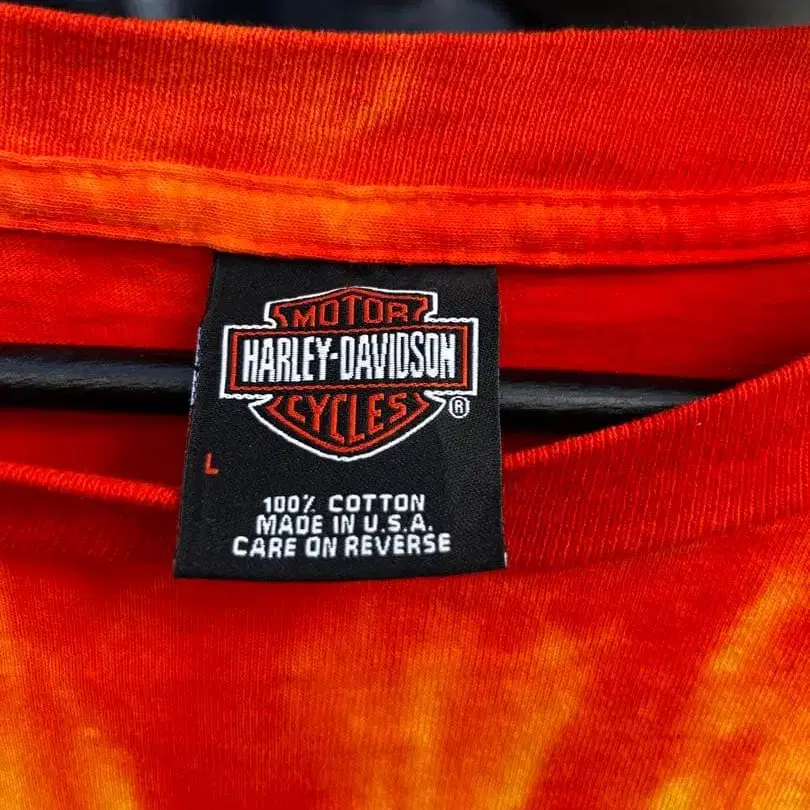 MOTOR
HARLEY-DAVIDSON
CYCLES
®
L
100% COTTON
MADE IN U.S.A.
CARE ON REVERSE